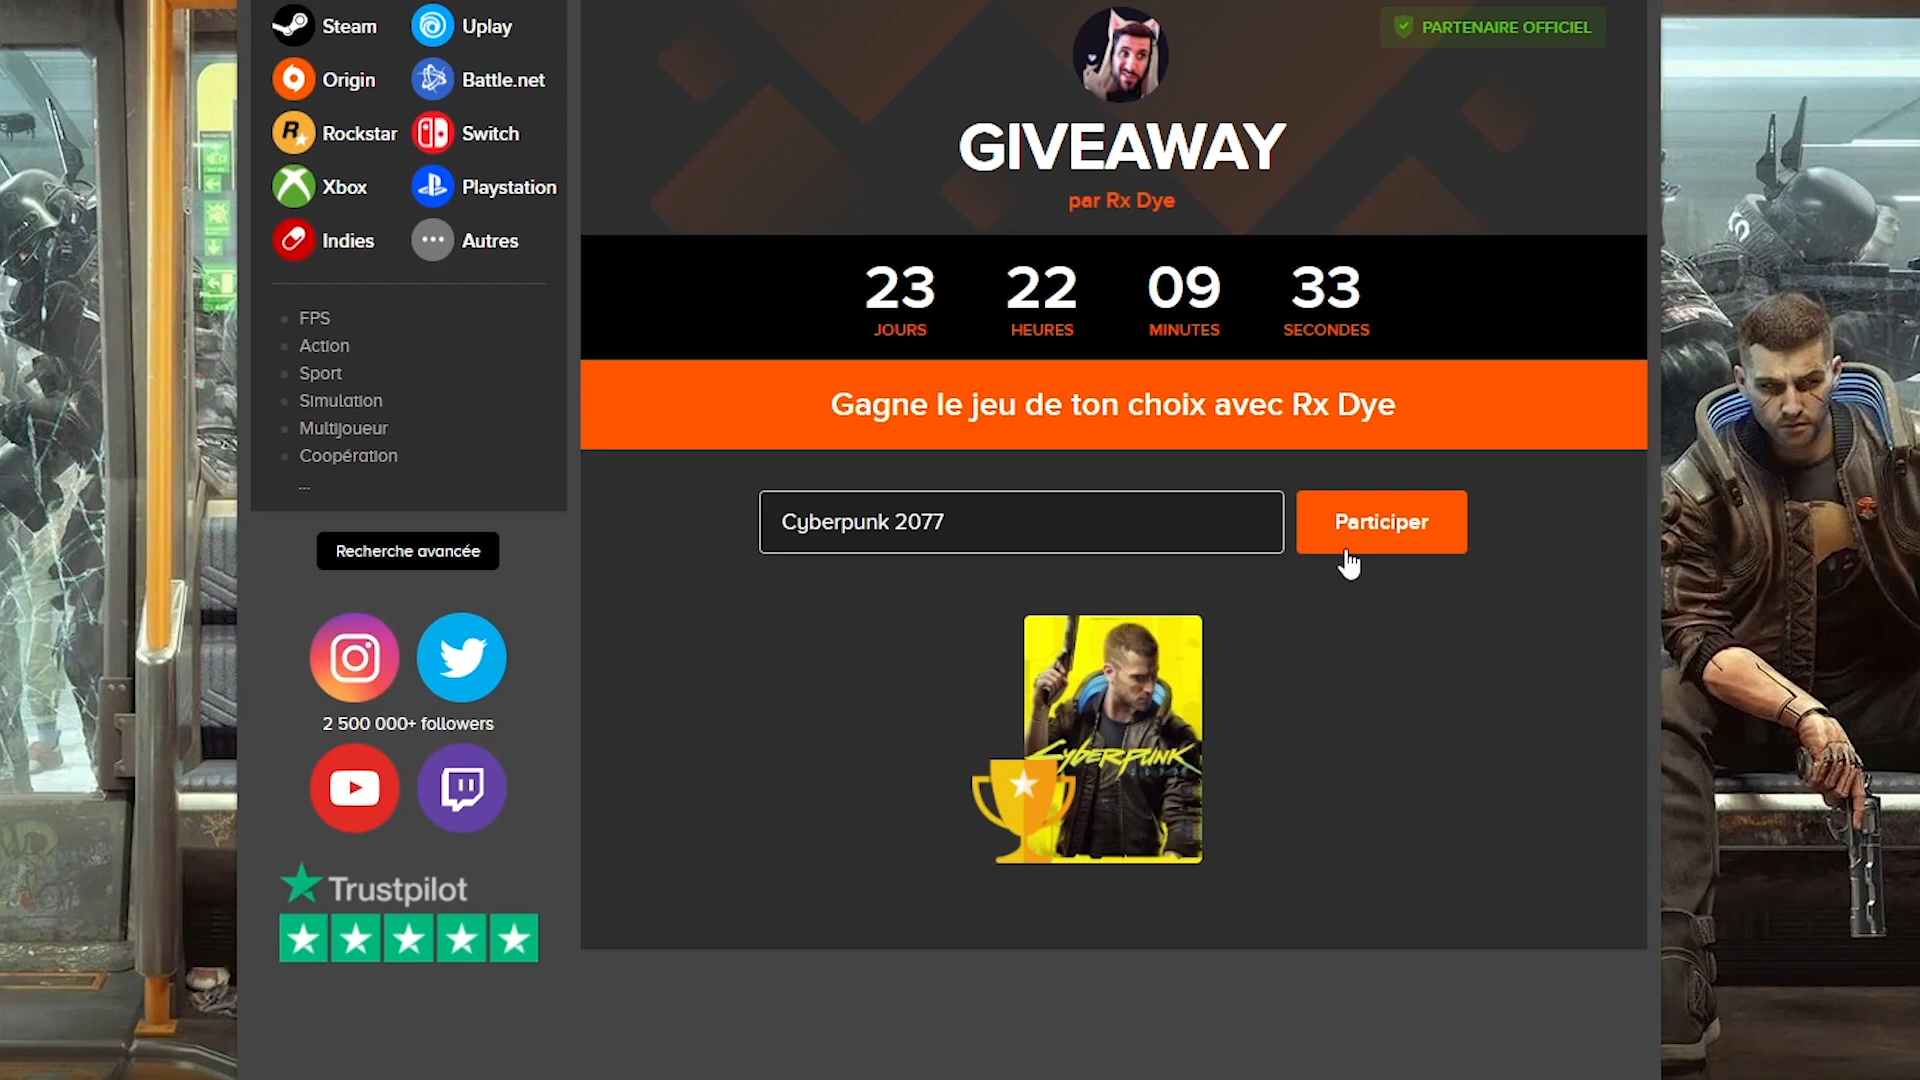 Steam
Uplay
Origin
Battle.net
Rockstar
Switch
Xbox
Playstation
Indies
Autres
FPS
Action
Sport
Simulation
Multijoueur
Coopération
...
Recherche avancée
2 500 000+ followers
Trustpilot
PARTENAIRE OFFICIEL
GIVEAWAY
par Rx Dye
23 22 09 33
JOURS HEURES MINUTES SECONDES
Gagne le jeu de ton choix avec Rx Dye
Cyberpunk 2077
Participer
CYBERPUNK
2077